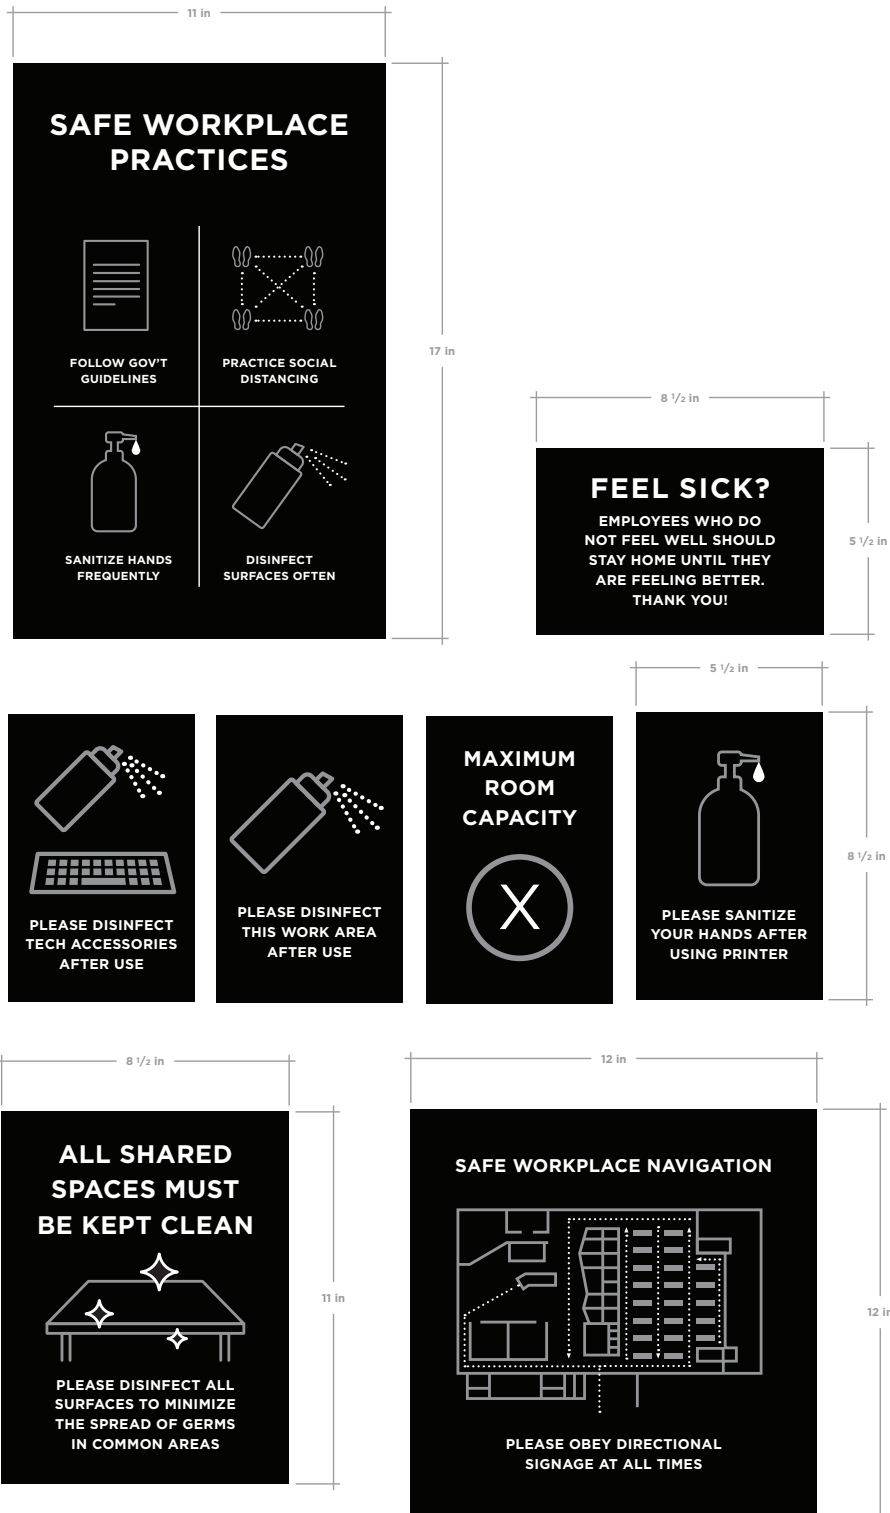 11 in
SAFE WORKPLACE
PRACTICES
FOLLOW GOV’T
GUIDELINES
PRACTICE SOCIAL
DISTANCING
SANITIZE HANDS
FREQUENTLY
DISINFECT
SURFACES OFTEN
17 in
8 1/2 in
FEEL SICK?
EMPLOYEES WHO DO
NOT FEEL WELL SHOULD
STAY HOME UNTIL THEY
ARE FEELING BETTER.
THANK YOU!
5 1/2 in
PLEASE DISINFECT
TECH ACCESSORIES
AFTER USE
PLEASE DISINFECT
THIS WORK AREA
AFTER USE
MAXIMUM
ROOM
CAPACITY
X
5 1/2 in
PLEASE SANITIZE
YOUR HANDS AFTER
USING PRINTER
8 1/2 in
8 1/2 in
ALL SHARED
SPACES MUST
BE KEPT CLEAN
PLEASE DISINFECT ALL
SURFACES TO MINIMIZE
THE SPREAD OF GERMS
IN COMMON AREAS
11 in
12 in
SAFE WORKPLACE NAVIGATION
PLEASE OBEY DIRECTIONAL
SIGNAGE AT ALL TIMES
12 in